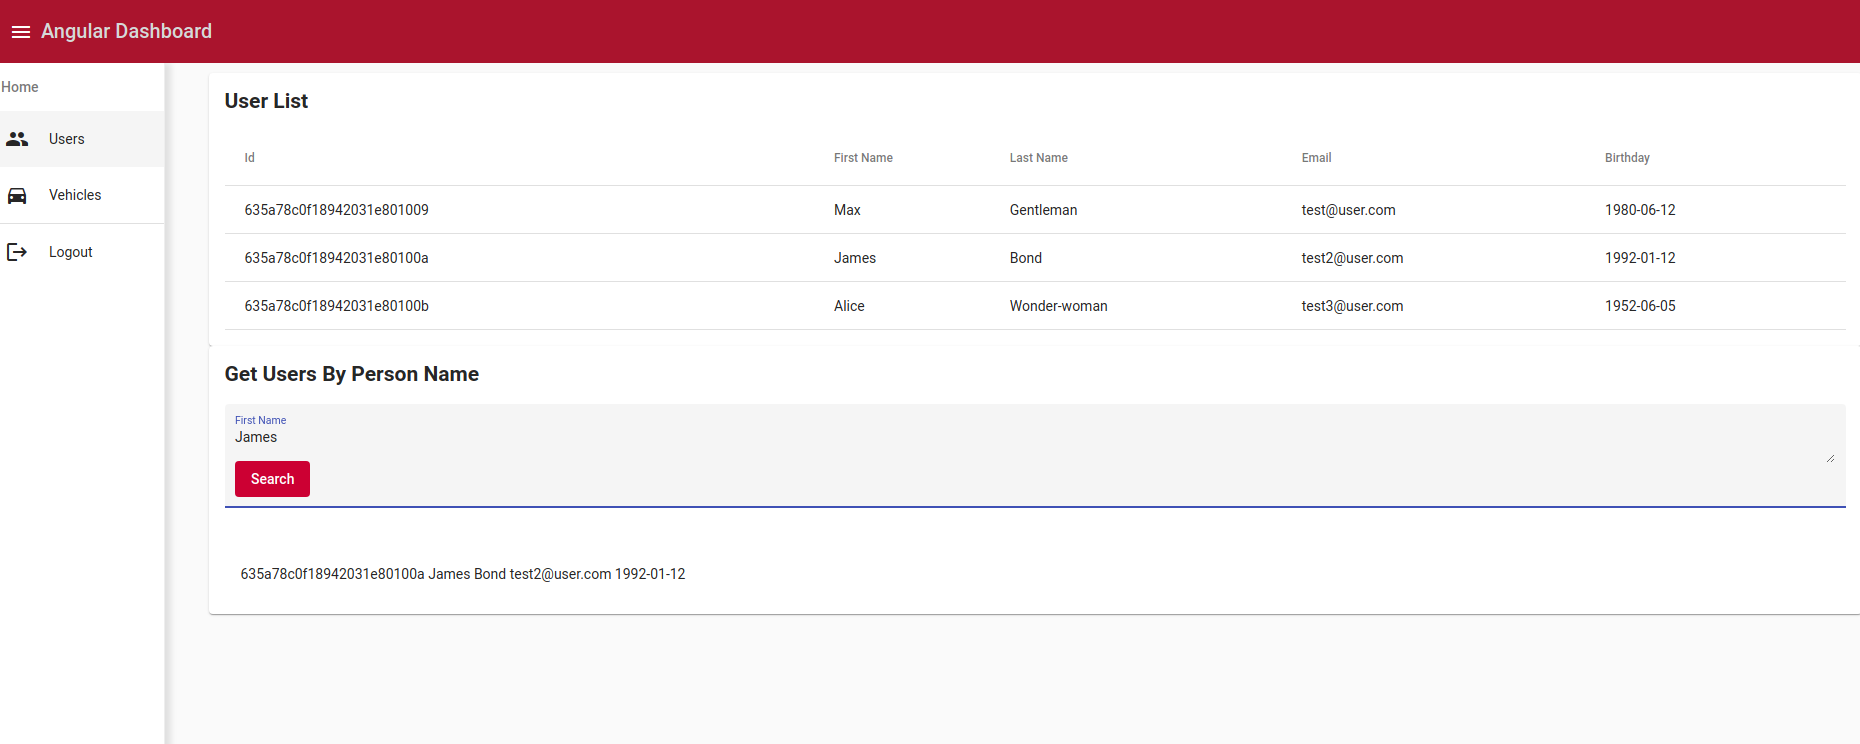 Angular Dashboard
Home
Users
Vehicles
Logout
User List
Id First Name Last Name Email Birthday
635a78c0f18942031e801009 Max Gentleman test@user.com 1980-06-12
635a78c0f18942031e80100a James Bond test2@user.com 1992-01-12
635a78c0f18942031e80100b Alice Wonder-woman test3@user.com 1952-06-05
Get Users By Person Name
First Name
James
Search
635a78c0f18942031e80100a James Bond test2@user.com 1992-01-12